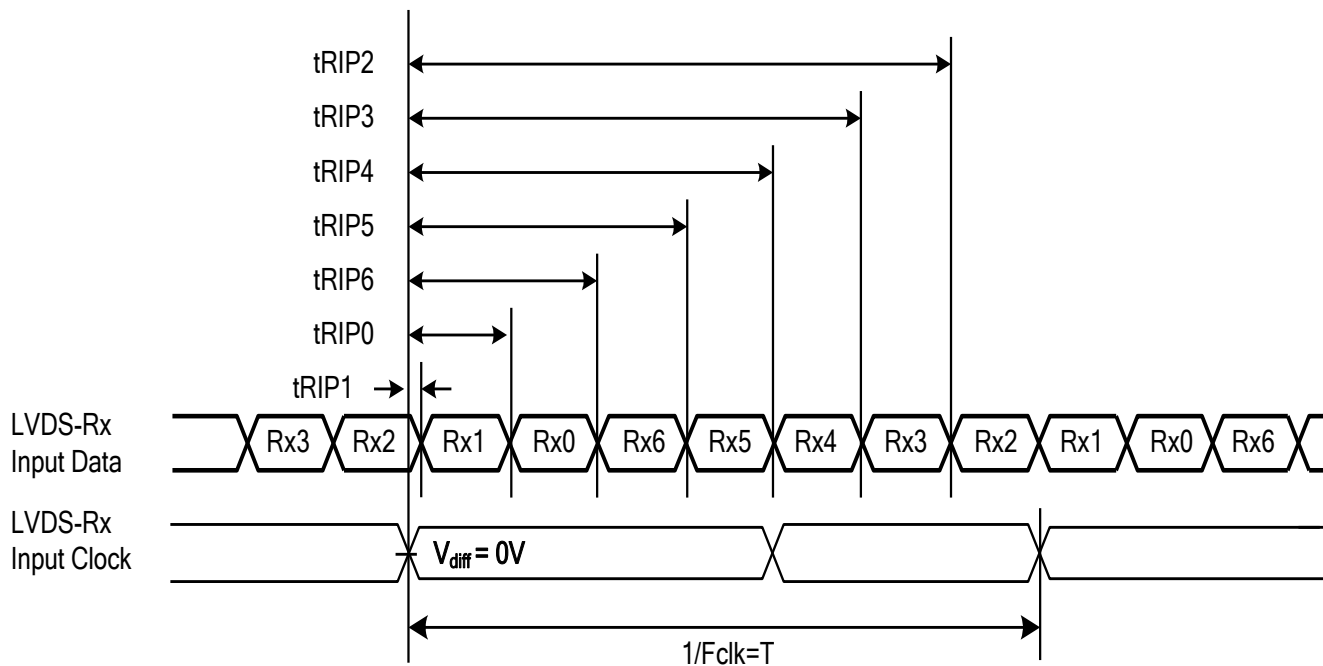 tRIP2
tRIP3
tRIP4
tRIP5
tRIP6
tRIP0
tRIP1
LVDS-Rx
Input Data
Rx3 Rx2 Rx1 Rx0 Rx6 Rx5 Rx4 Rx3 Rx2 Rx1 Rx0 Rx6
LVDS-Rx
Input Clock
Vdiff = 0V
1/Fclk=T